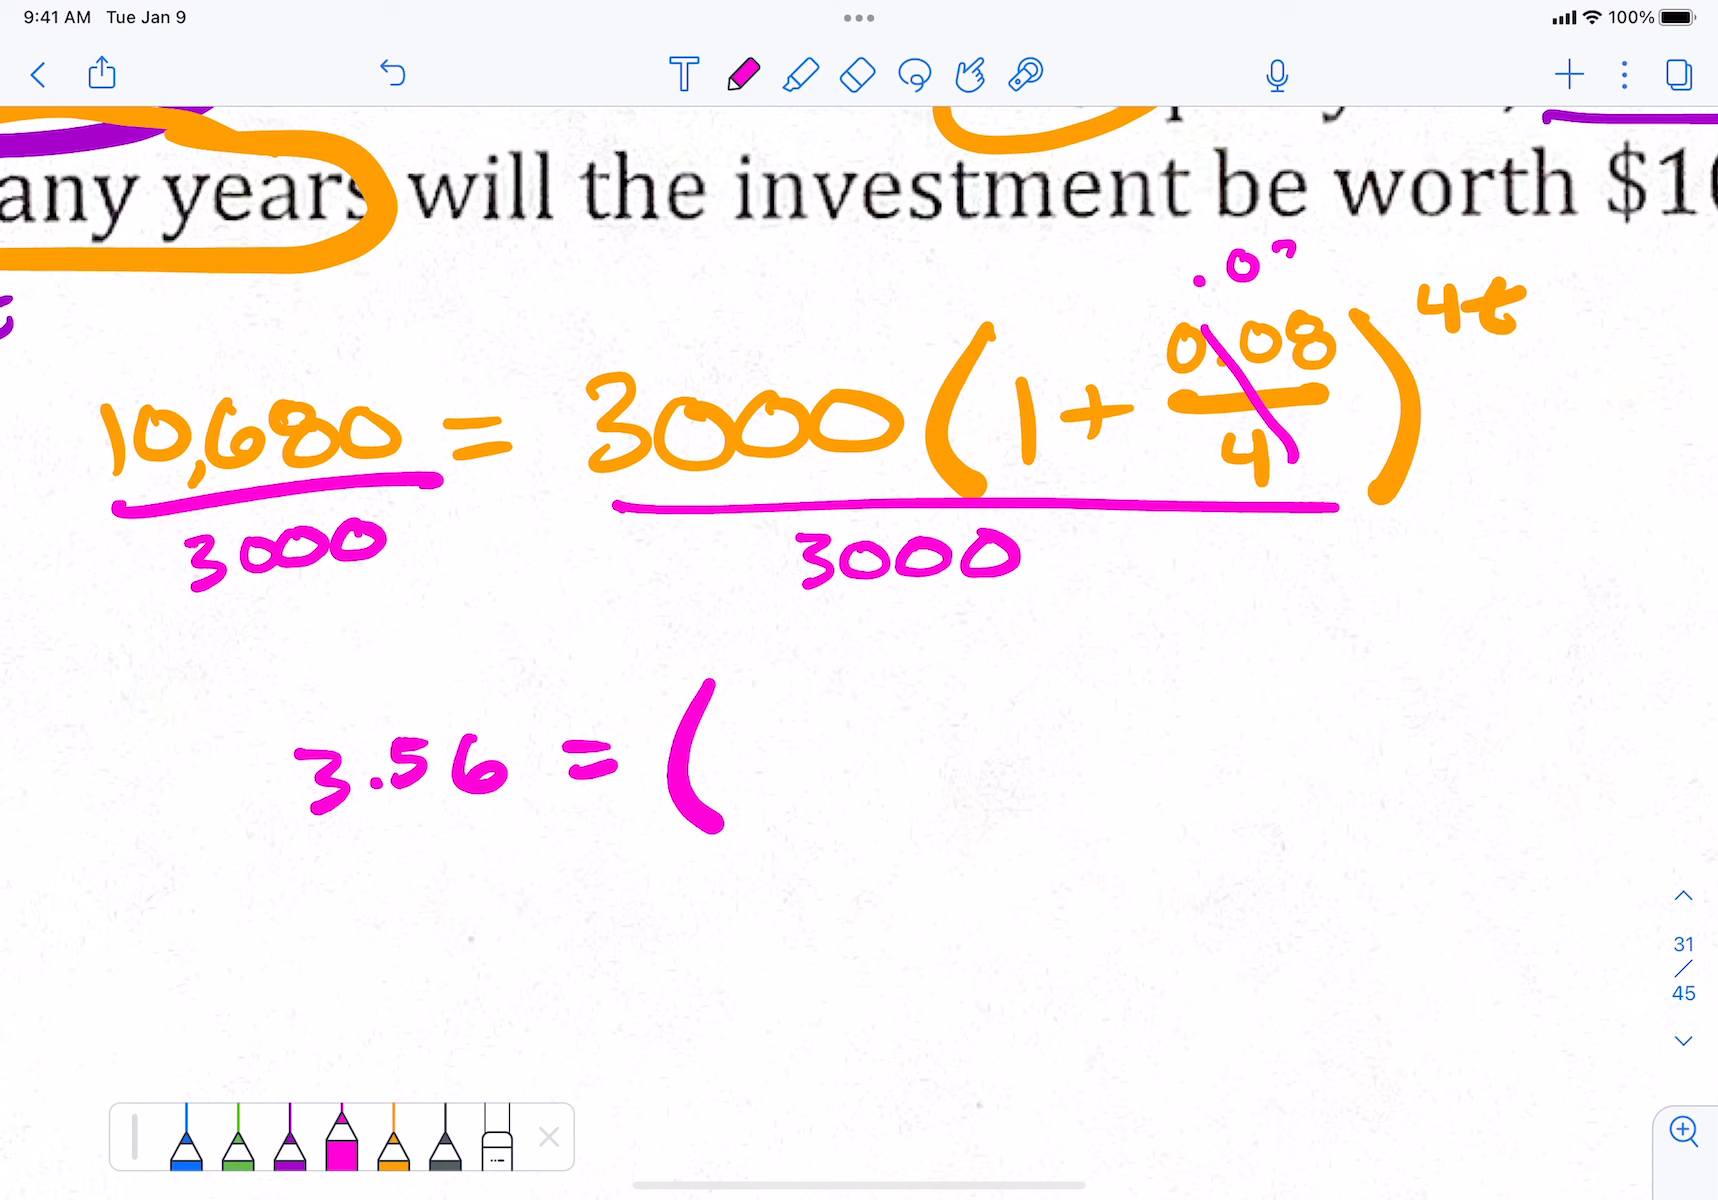 9:41 AM Tue Jan 9
100%
T
any years will the investment be worth $1
.0
10,680 = 3000 (1 + 0.08/4)^4t
3000 3000
3.56 = (
31
/
45